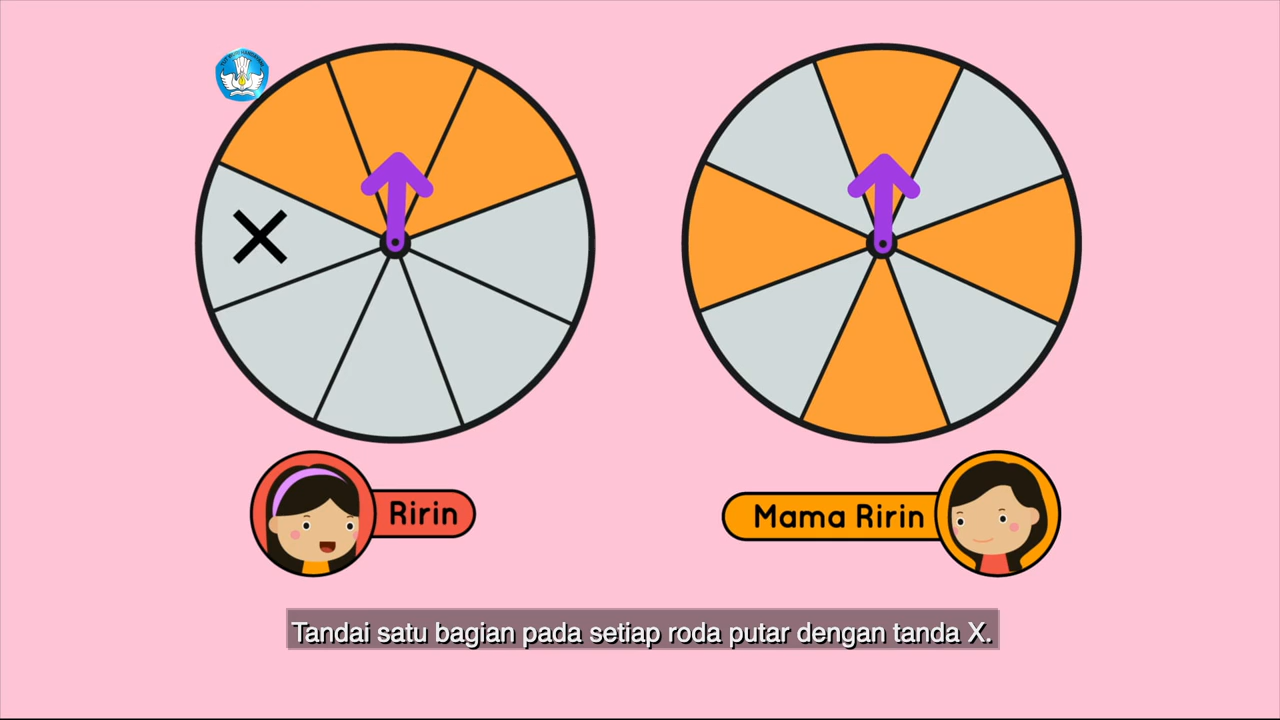 Ririn
Mama Ririn
Tandai satu bagian pada setiap roda putar dengan tanda X.